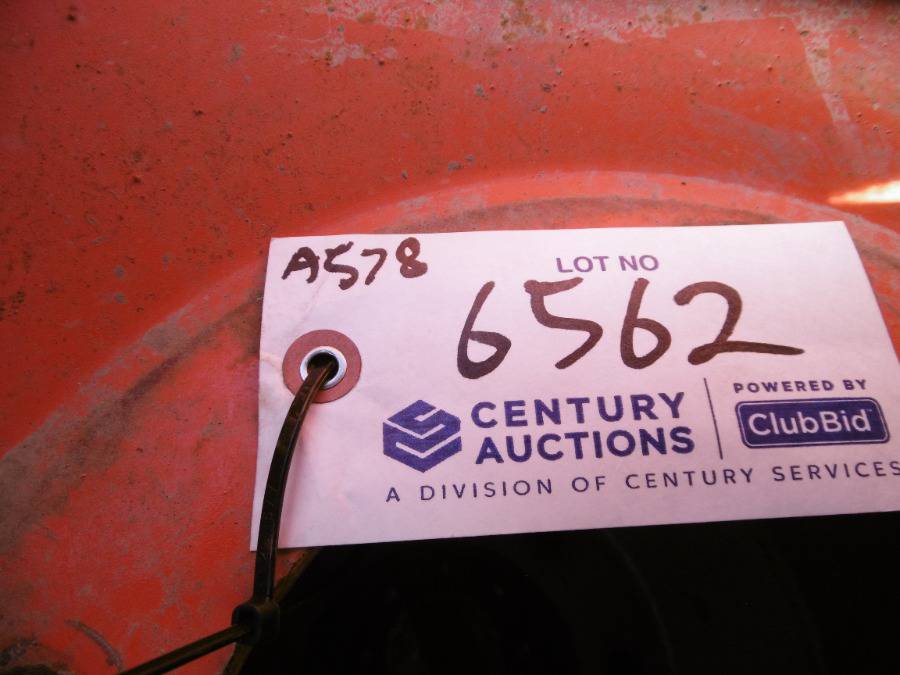 A578
LOT NO
6562
CENTURY
AUCTIONS
POWERED BY
ClubBid
A DIVISION OF CENTURY SERVICES